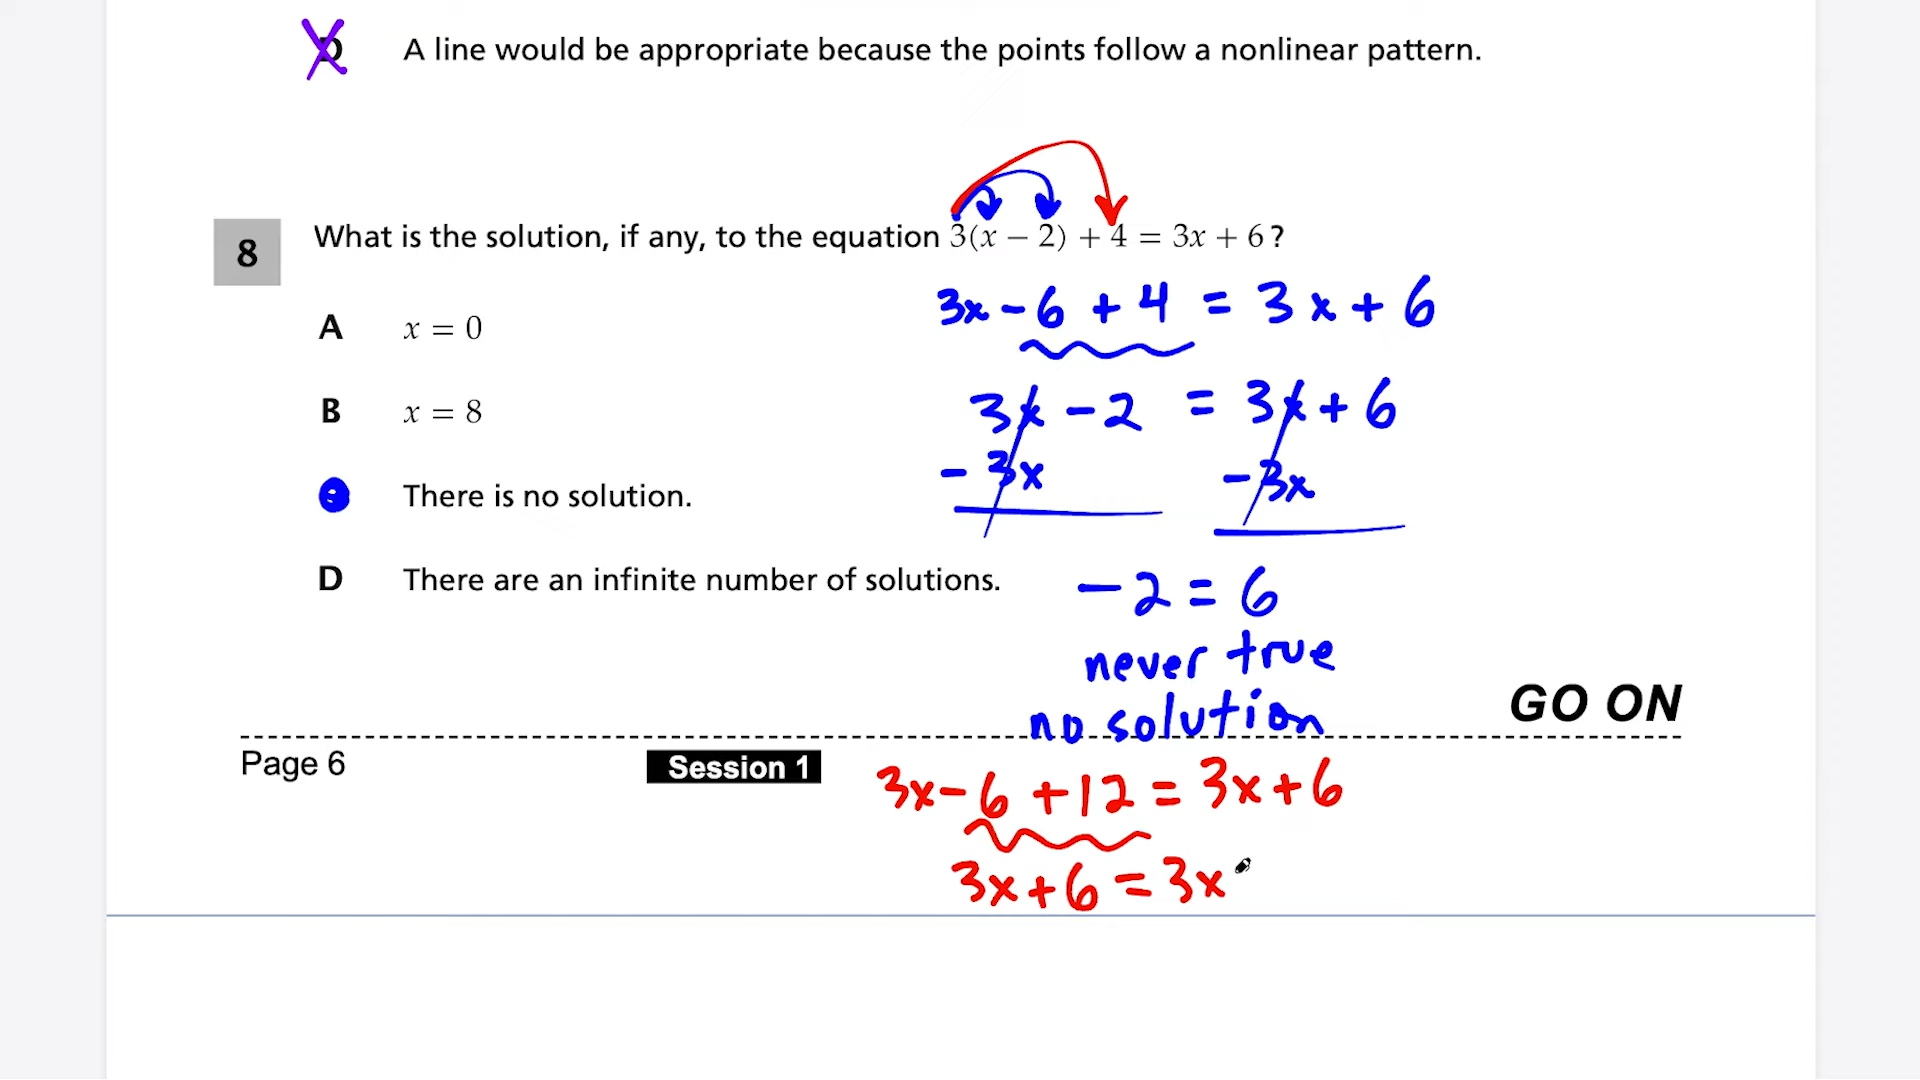 D A line would be appropriate because the points follow a nonlinear pattern.
8 What is the solution, if any, to the equation 3(x − 2) + 4 = 3x + 6?
3x - 6 + 4 = 3x + 6
A x = 0
3x - 2 = 3x + 6
B x = 8
- 3x - 3x
There is no solution.
D There are an infinite number of solutions.
-2 = 6
never true
GO ON
no solution
Page 6 Session 1
3x - 6 + 12 = 3x + 6
3x + 6 = 3x